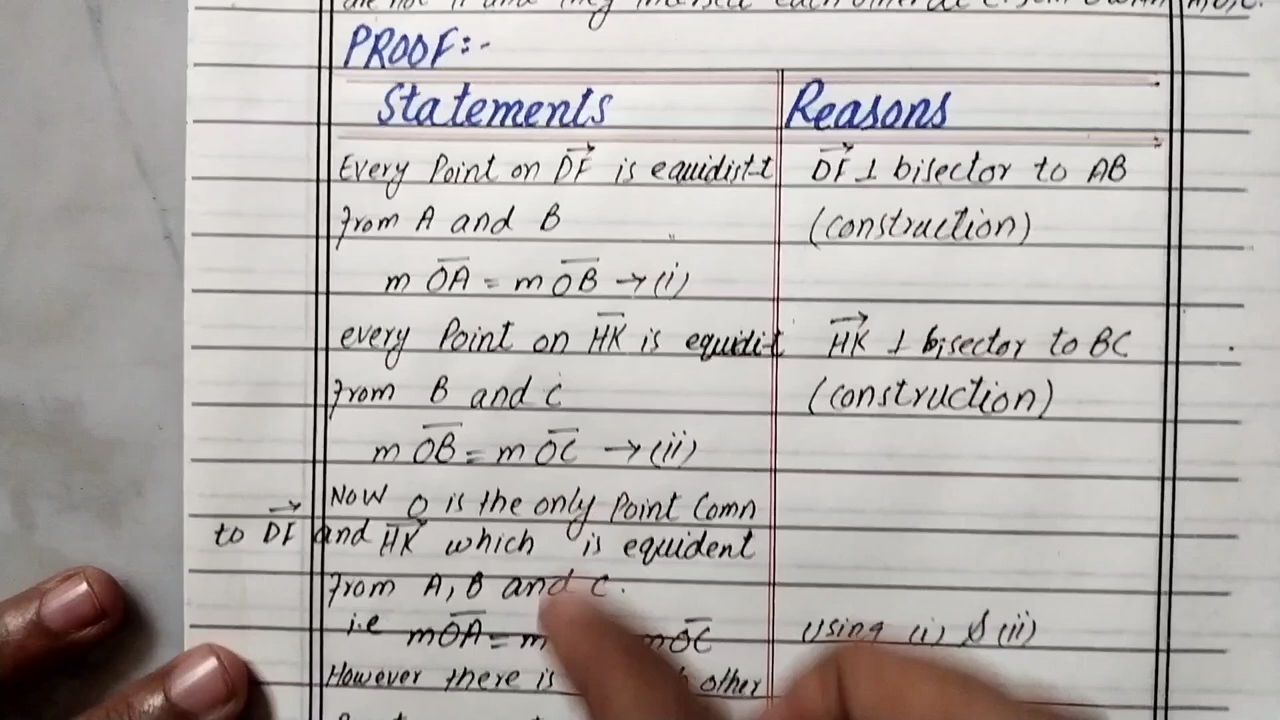 PROOF:-
Statements Reasons
Every Point on DF is equidist-t DF ⊥ bisector to AB
from A and B (construction)
m OA = m OB → (i)
every Point on HK is equidi-t HK ⊥ bisector to BC
from B and C (construction)
m OB = m OC → (ii)
Now O is the only Point Comn
to DF and HK which is equident
from A, B and C.
i.e mOA = m mOC Using (i) & (ii)
However there is other